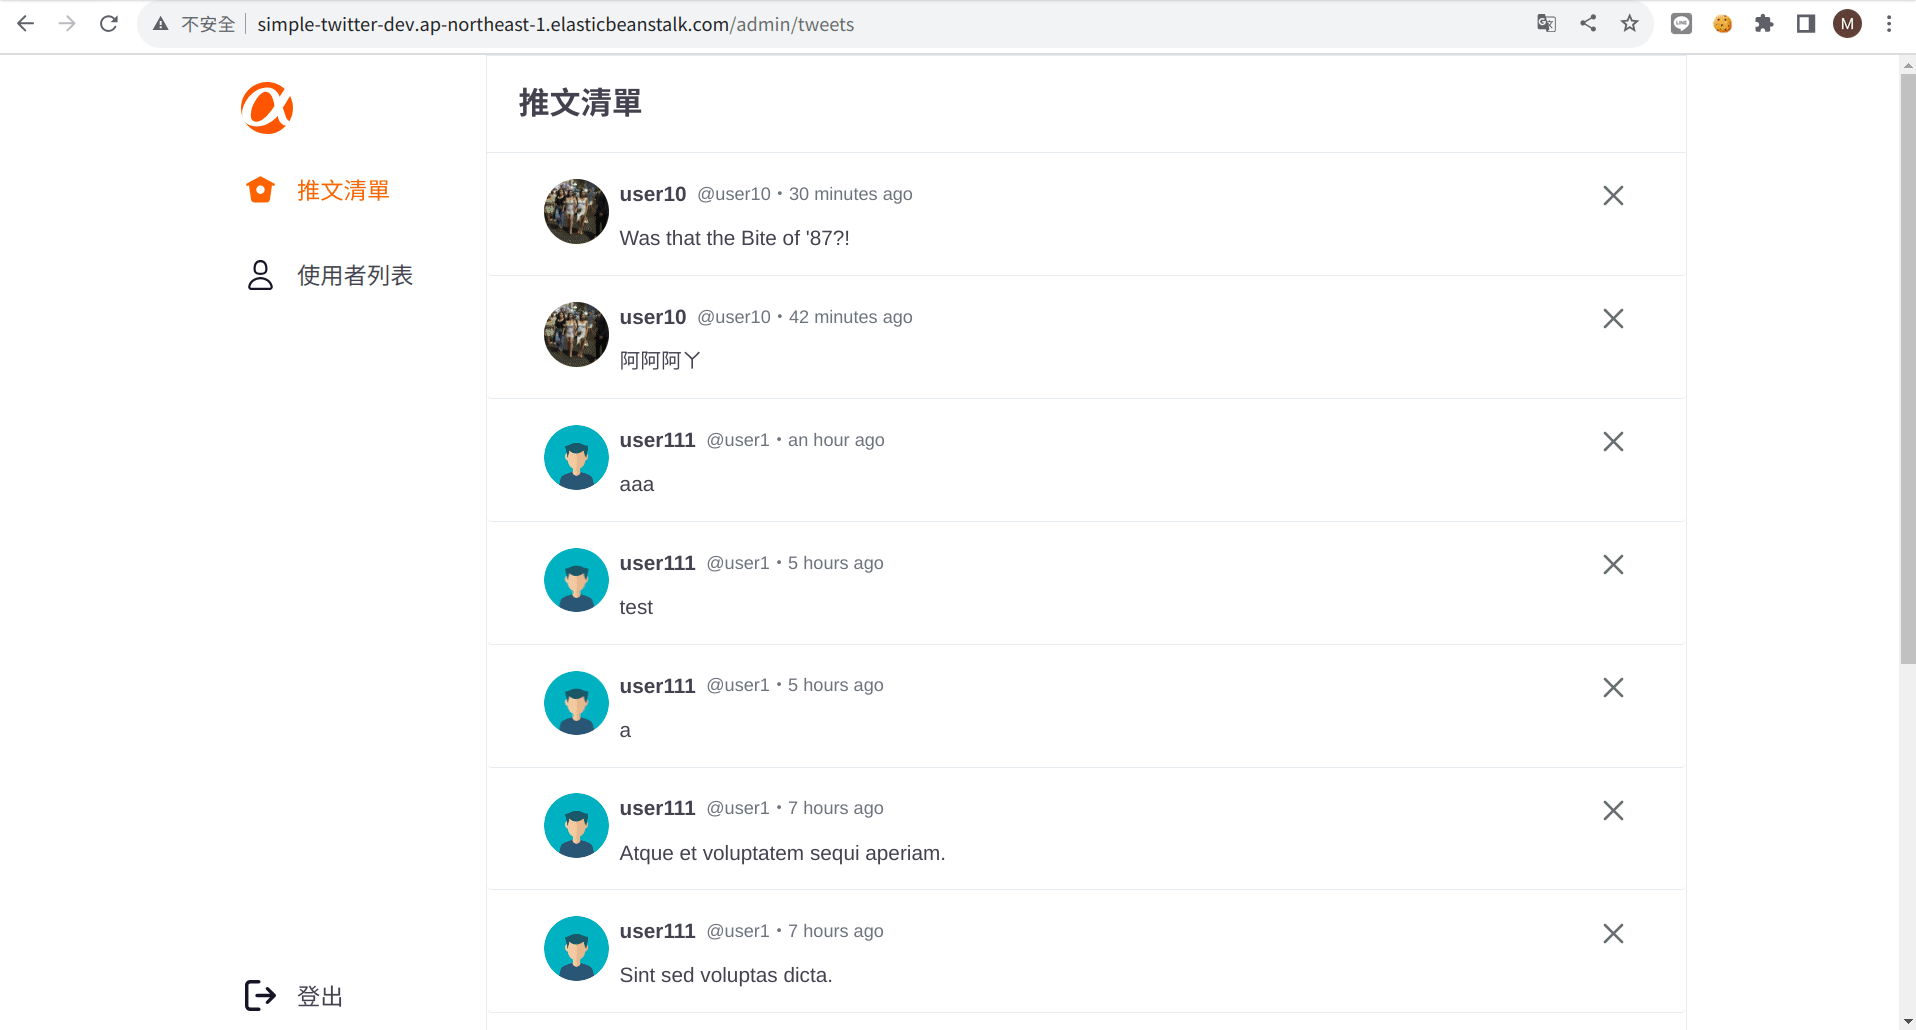 不安全 simple-twitter-dev.ap-northeast-1.elasticbeanstalk.com/admin/tweets
M
推文清單
使用者列表
登出
推文清單
user10 @user10・30 minutes ago
Was that the Bite of '87?!
user10 @user10・42 minutes ago
阿阿阿ㄚ
user111 @user1・an hour ago
aaa
user111 @user1・5 hours ago
test
user111 @user1・5 hours ago
a
user111 @user1・7 hours ago
Atque et voluptatem sequi aperiam.
user111 @user1・7 hours ago
Sint sed voluptas dicta.